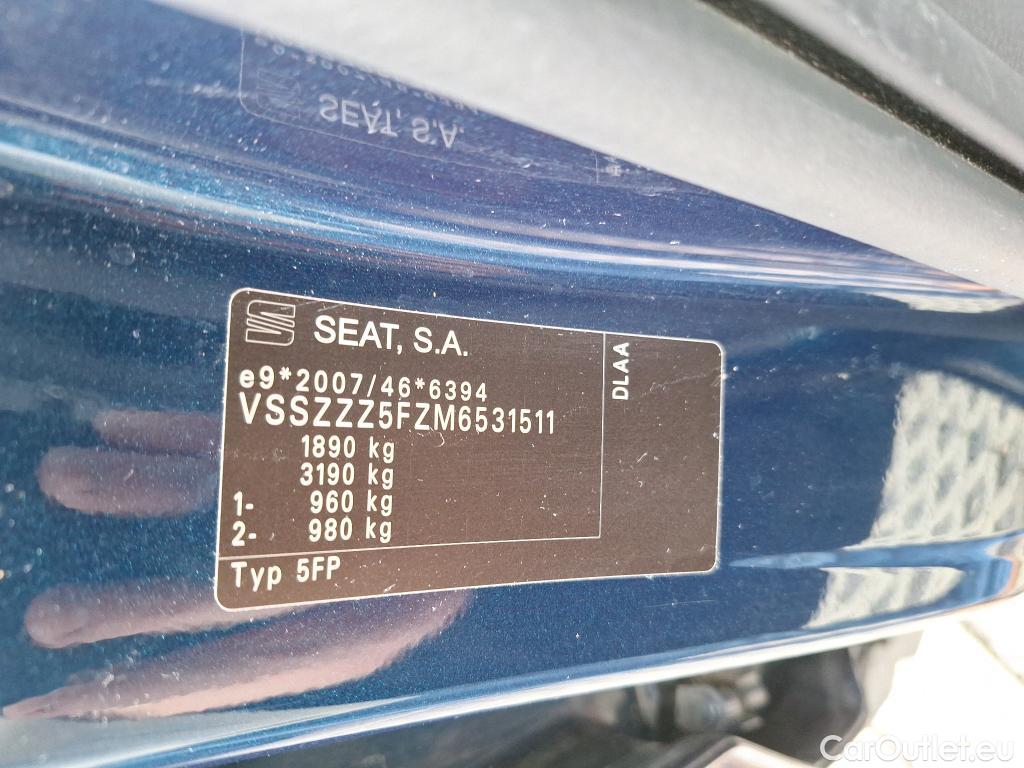 SEAT, S.A.
SEAT, S.A.
e9*2007/46*6394
VSSZZZ5FZM6531511
1890 kg
3190 kg
1- 960 kg
2- 980 kg
Typ 5FP
DLAA
CarOutlet.eu